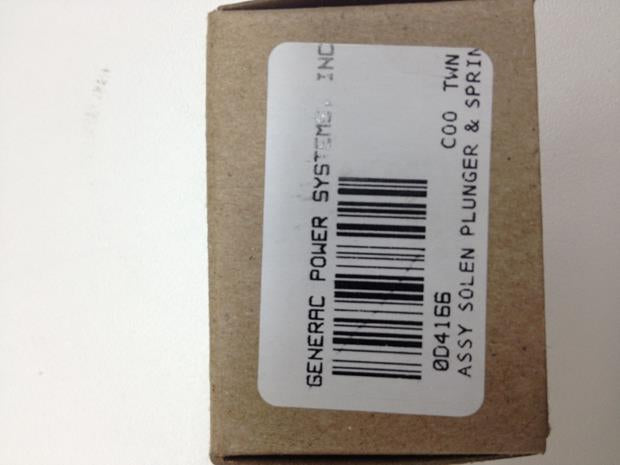 GENERAC POWER SYSTEMS, INC
0D4166 COO TWN
ASSY SOLEN PLUNGER & SPRIN